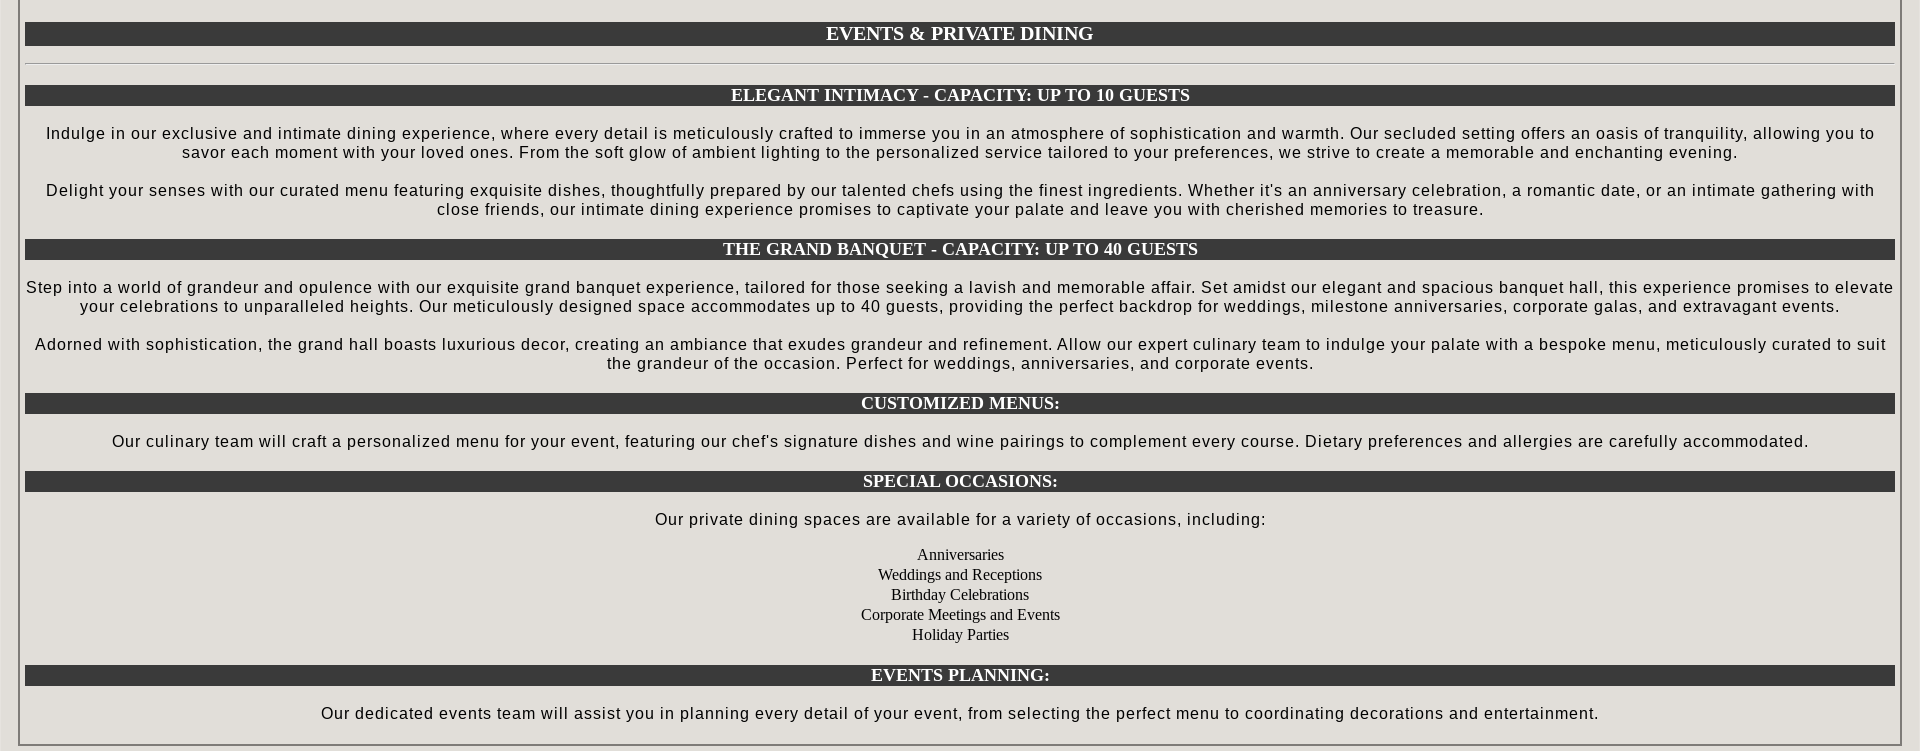 EVENTS & PRIVATE DINING
ELEGANT INTIMACY - CAPACITY: UP TO 10 GUESTS
Indulge in our exclusive and intimate dining experience, where every detail is meticulously crafted to immerse you in an atmosphere of sophistication and warmth. Our secluded setting offers an oasis of tranquility, allowing you to
savor each moment with your loved ones. From the soft glow of ambient lighting to the personalized service tailored to your preferences, we strive to create a memorable and enchanting evening.
Delight your senses with our curated menu featuring exquisite dishes, thoughtfully prepared by our talented chefs using the finest ingredients. Whether it's an anniversary celebration, a romantic date, or an intimate gathering with
close friends, our intimate dining experience promises to captivate your palate and leave you with cherished memories to treasure.
THE GRAND BANQUET - CAPACITY: UP TO 40 GUESTS
Step into a world of grandeur and opulence with our exquisite grand banquet experience, tailored for those seeking a lavish and memorable affair. Set amidst our elegant and spacious banquet hall, this experience promises to elevate
your celebrations to unparalleled heights. Our meticulously designed space accommodates up to 40 guests, providing the perfect backdrop for weddings, milestone anniversaries, corporate galas, and extravagant events.
Adorned with sophistication, the grand hall boasts luxurious decor, creating an ambiance that exudes grandeur and refinement. Allow our expert culinary team to indulge your palate with a bespoke menu, meticulously curated to suit
the grandeur of the occasion. Perfect for weddings, anniversaries, and corporate events.
CUSTOMIZED MENUS:
Our culinary team will craft a personalized menu for your event, featuring our chef's signature dishes and wine pairings to complement every course. Dietary preferences and allergies are carefully accommodated.
SPECIAL OCCASIONS:
Our private dining spaces are available for a variety of occasions, including:
Anniversaries
Weddings and Receptions
Birthday Celebrations
Corporate Meetings and Events
Holiday Parties
EVENTS PLANNING:
Our dedicated events team will assist you in planning every detail of your event, from selecting the perfect menu to coordinating decorations and entertainment.